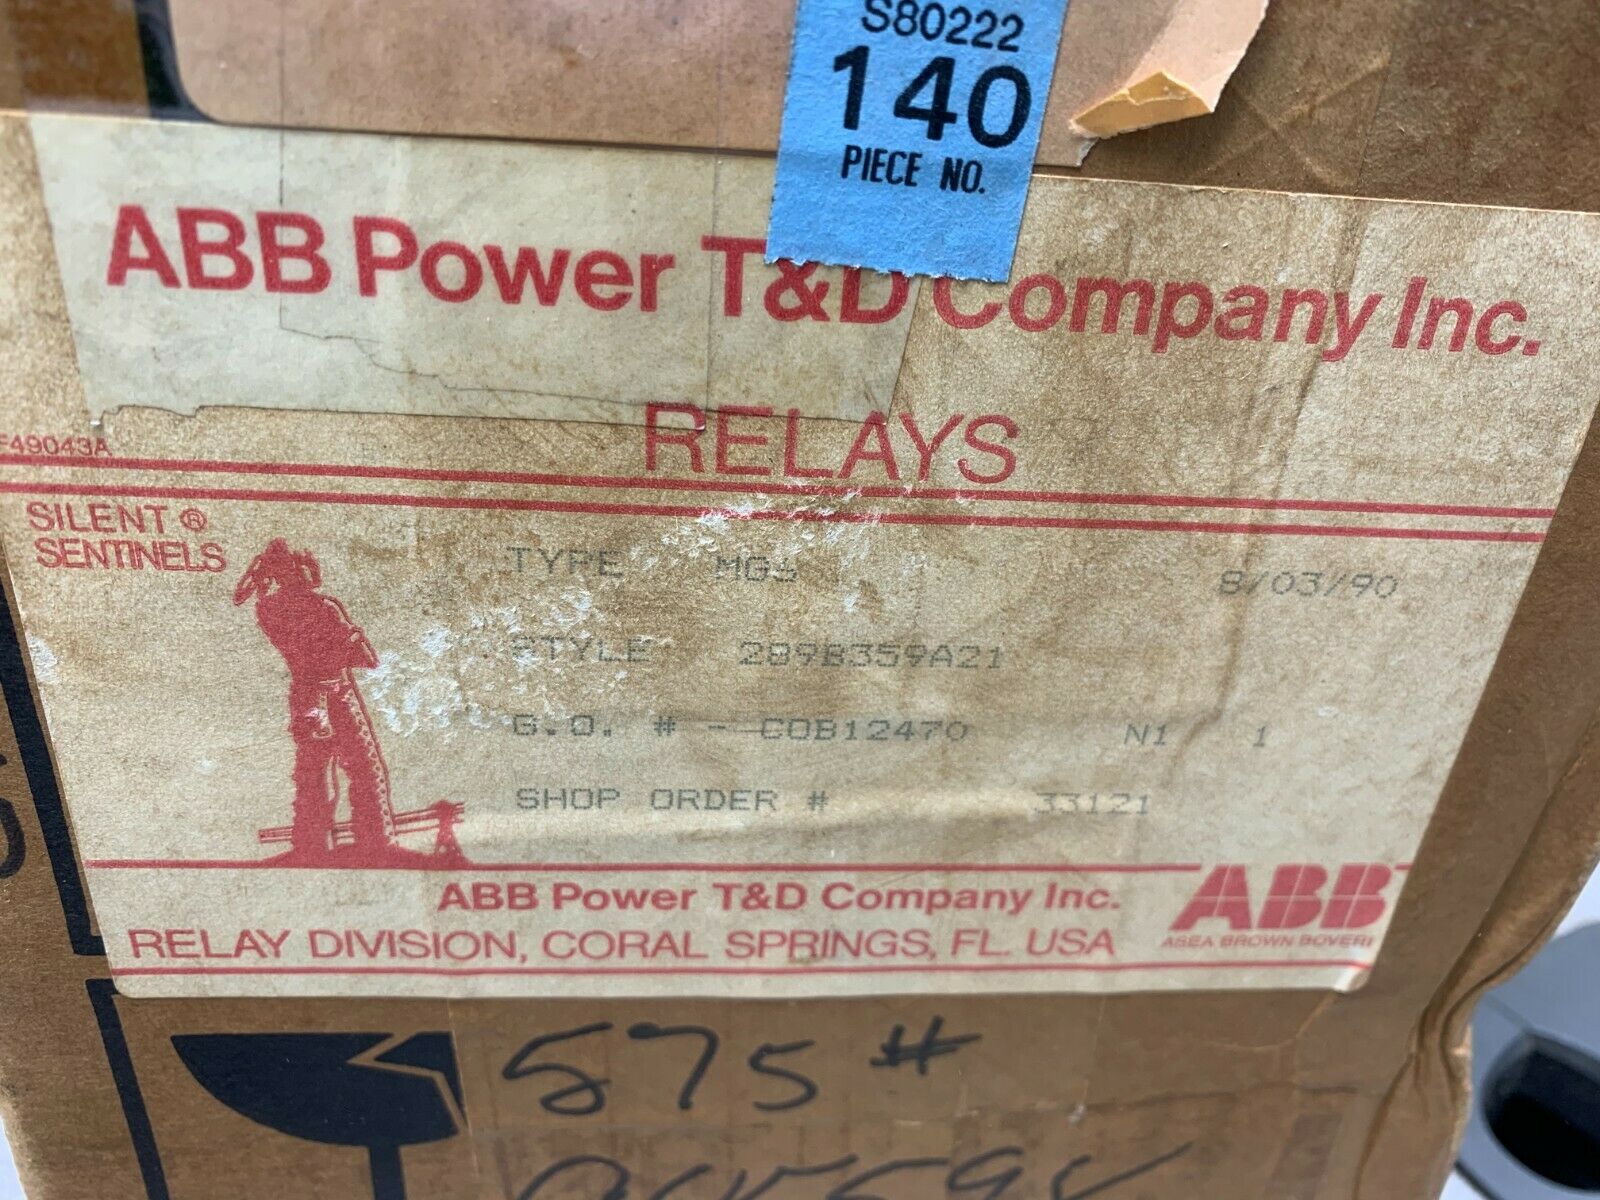 S80222
140
PIECE NO.
ABB Power T&D Company Inc.
RELAYS
49043A
SILENT ®
SENTINELS
TYPE MG6 8/03/90
STYLE 289B359A21
G.O. # - COB12470 N1 1
SHOP ORDER # 33121
ABB Power T&D Company Inc.
RELAY DIVISION, CORAL SPRINGS, FL. USA
ABB
ASEA BROWN BOVERI
575#